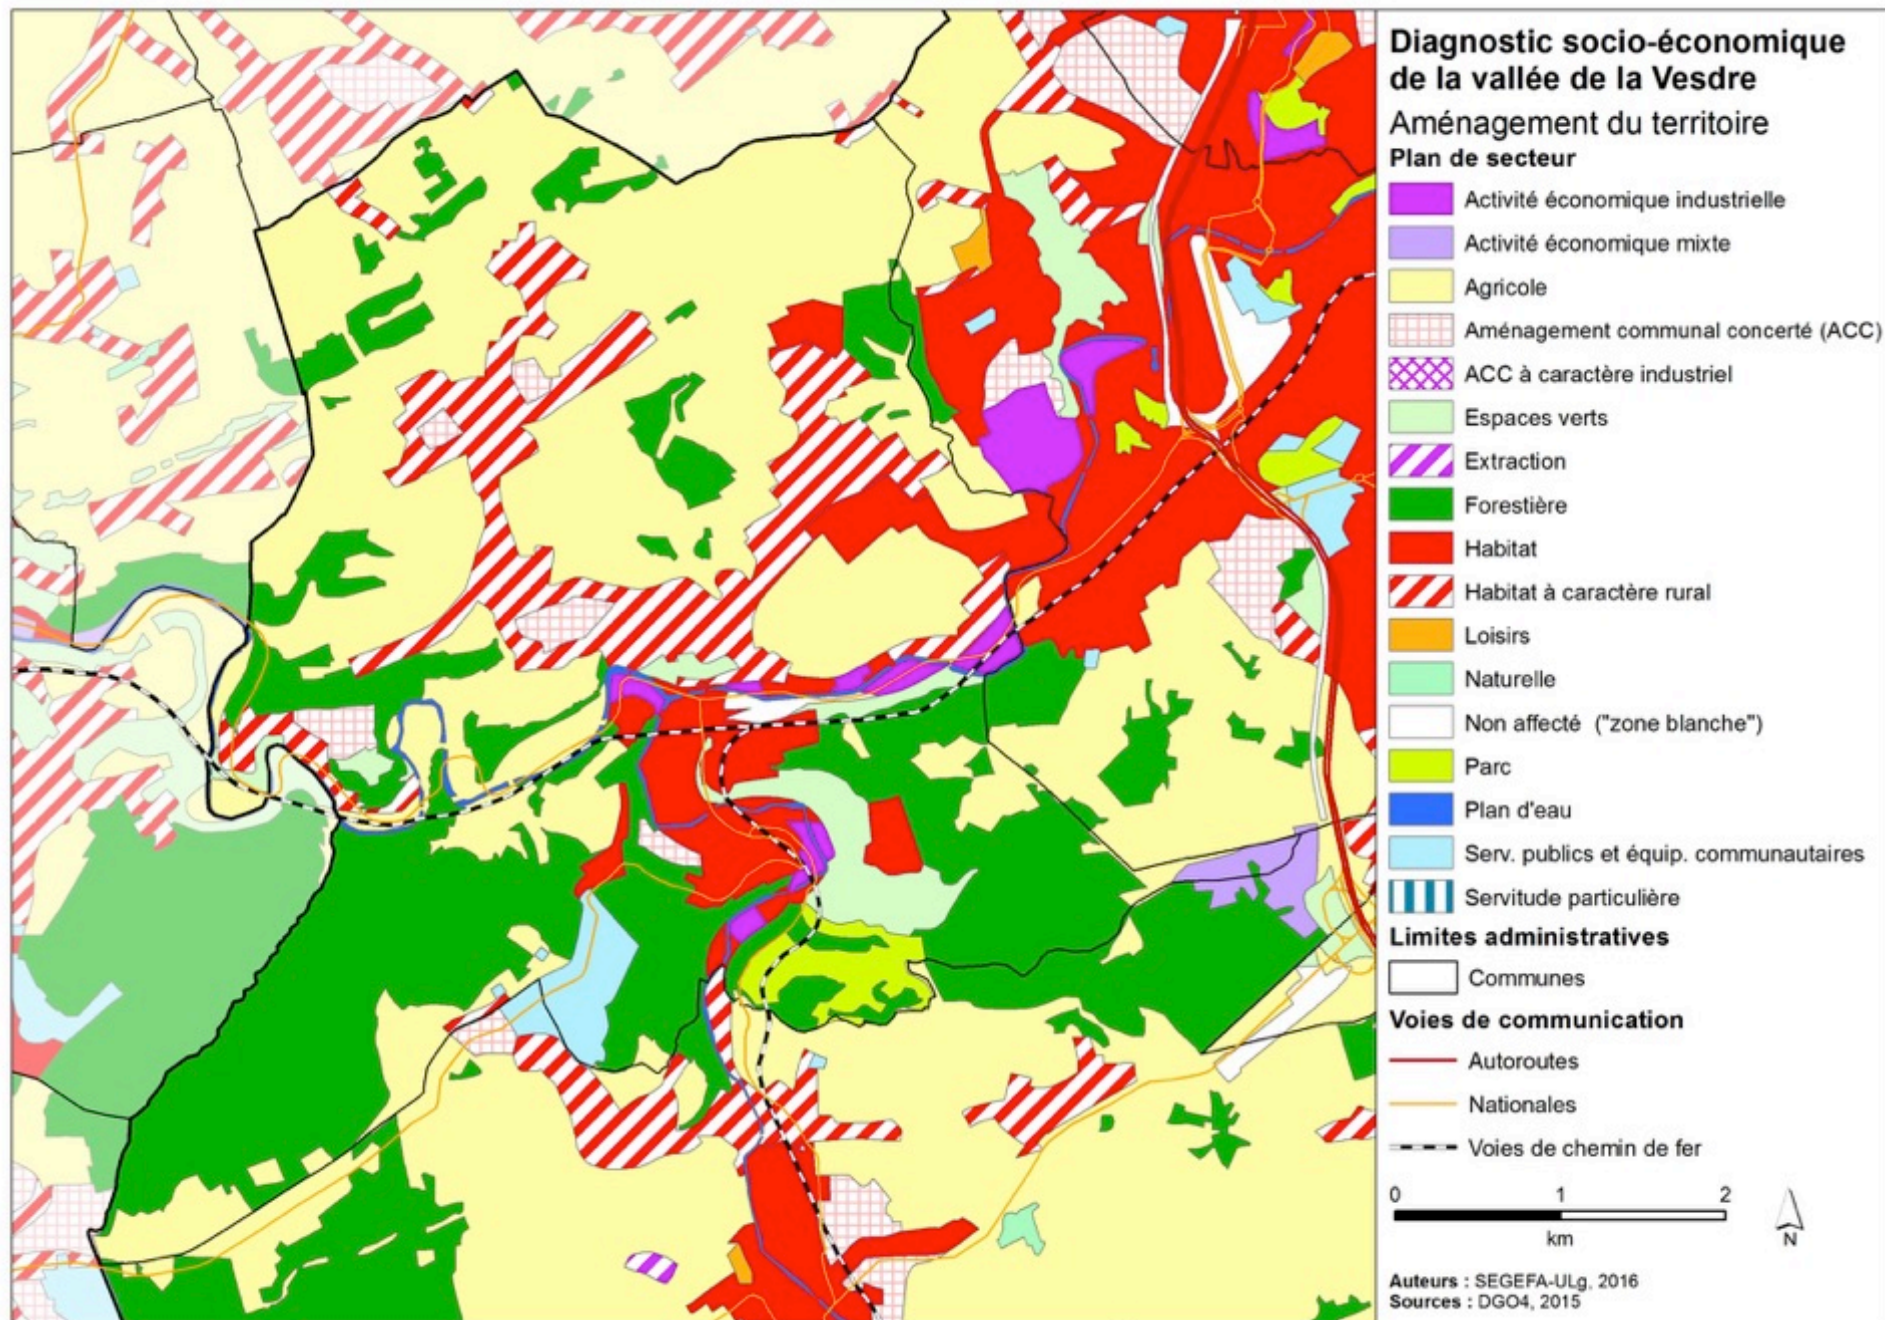 Diagnostic socio-économique
de la vallée de la Vesdre
Aménagement du territoire
Plan de secteur
Activité économique industrielle
Activité économique mixte
Agricole
Aménagement communal concerté (ACC)
ACC à caractère industriel
Espaces verts
Extraction
Forestière
Habitat
Habitat à caractère rural
Loisirs
Naturelle
Non affecté ("zone blanche")
Parc
Plan d'eau
Serv. publics et équip. communautaires
Servitude particulière
Limites administratives
Communes
Voies de communication
Autoroutes
Nationales
Voies de chemin de fer
0 1 2
km
N
Auteurs : SEGEFA-ULg, 2016
Sources : DGO4, 2015